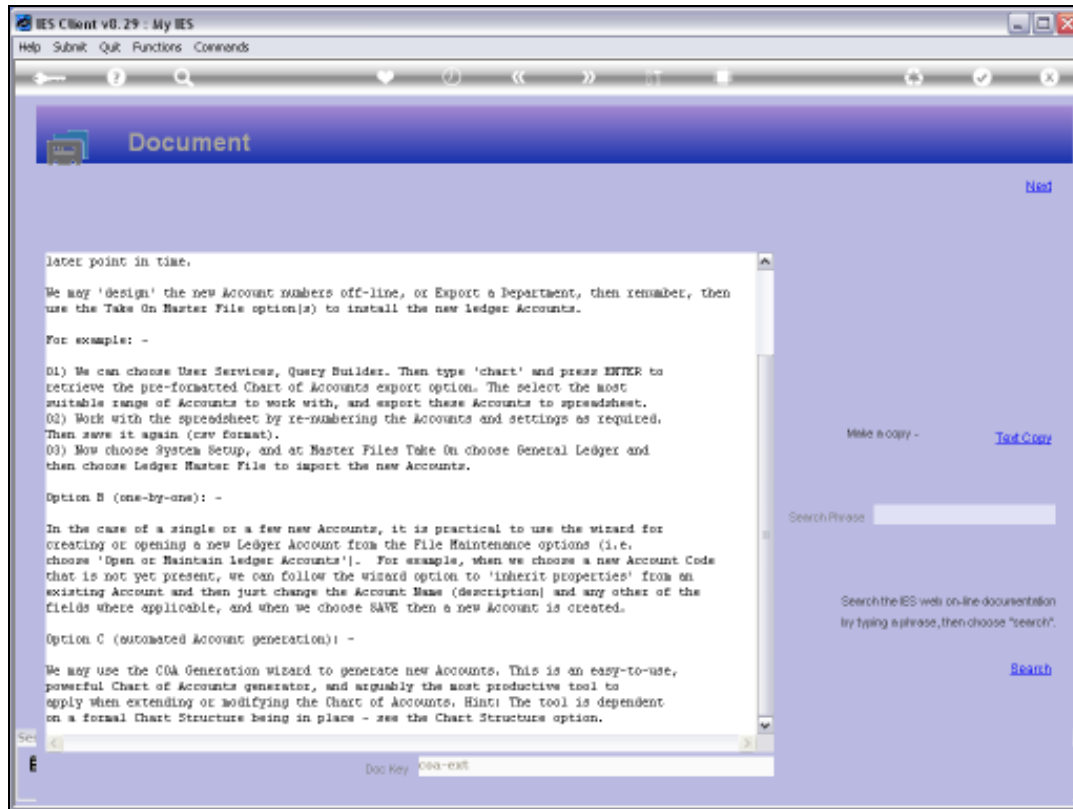 IES Client v8.29 : My IES
Help Submit Quit Functions Commands
Document
Next
later point in time.
We may 'design' the new Account numbers off-line, or Export a Department, then renumber, then
use the Take On Master File option(s) to install the new Ledger Accounts.
For example: -
01) We can choose User Services, Query Builder. Then type 'chart' and press ENTER to
retrieve the pre-formatted Chart of Accounts export option. The select the most
suitable range of Accounts to work with, and export these Accounts to spreadsheet.
02) Work with the spreadsheet by re-numbering the Accounts and settings as required.
Then save it again (csv format).
03) Now choose System Setup, and at Master Files Take On choose General Ledger and
then choose Ledger Master File to import the new Accounts.
Option B (one-by-one): -
In the case of a single or a few new Accounts, it is practical to use the wizard for
creating or opening a new Ledger Account from the File Maintenance options (i.e.
choose 'Open or Maintain Ledger Accounts'). For example, when we choose a new Account Code
that is not yet present, we can follow the wizard option to 'inherit properties' from an
existing Account and then just change the Account Name (description) and any other of the
fields where applicable, and when we choose SAVE then a new Account is created.
Option C (automated Account generation): -
We may use the COA Generation wizard to generate new Accounts. This is an easy-to-use,
powerful Chart of Accounts generator, and arguably the most productive tool to
apply when extending or modifying the Chart of Accounts. Hint: The tool is dependent
on a formal Chart Structure being in place - see the Chart Structure option.
Make a copy -
Text Copy
Search Phrase
Search the IES web on-line documentation
by typing a phrase, then choose "search".
Search
Doc Key coa-ext